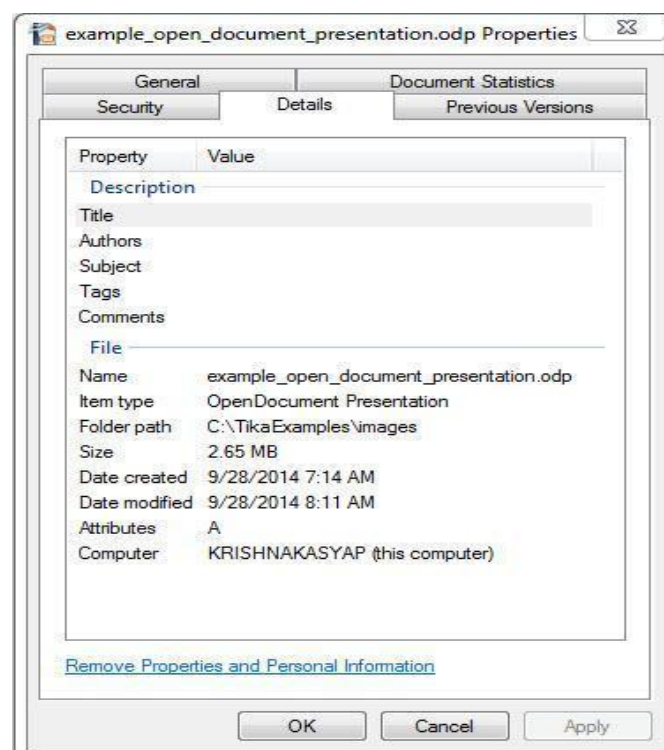 example_open_document_presentation.odp Properties
General Document Statistics
Security Details Previous Versions
Property Value
Description
Title
Authors
Subject
Tags
Comments
File
Name example_open_document_presentation.odp
Item type OpenDocument Presentation
Folder path C:\TikaExamples\images
Size 2.65 MB
Date created 9/28/2014 7:14 AM
Date modified 9/28/2014 8:11 AM
Attributes A
Computer KRISHNAKASYAP (this computer)
Remove Properties and Personal Information
OK Cancel Apply